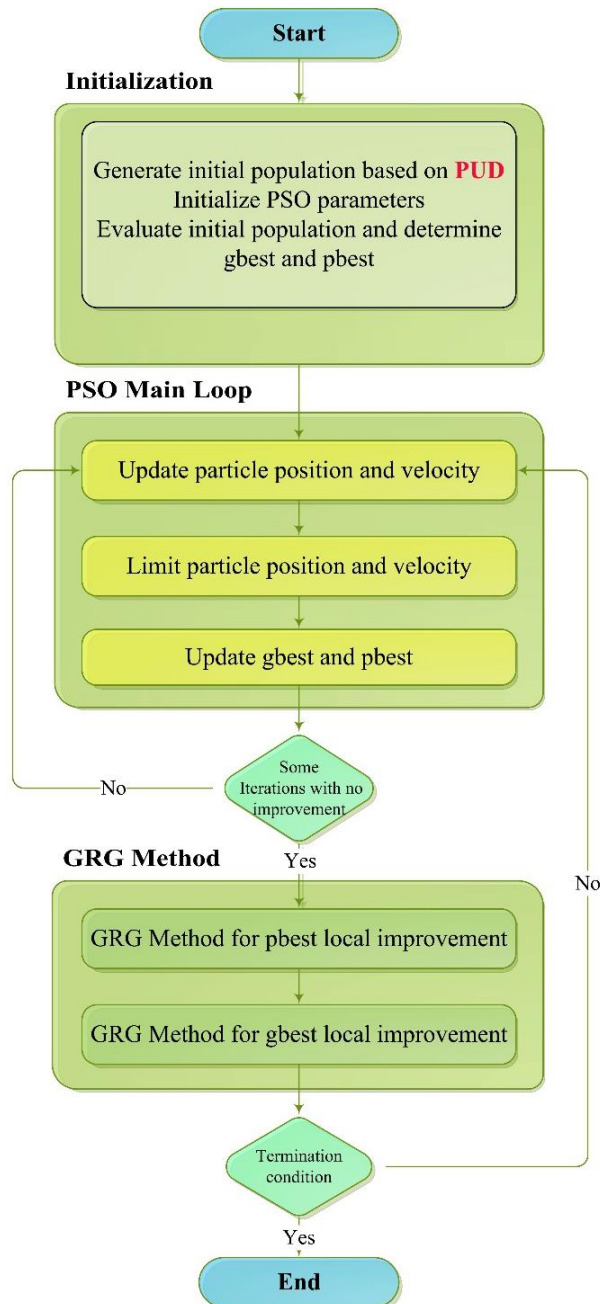 Start
Initialization
Generate initial population based on PUD
Initialize PSO parameters
Evaluate initial population and determine
gbest and pbest
PSO Main Loop
Update particle position and velocity
Limit particle position and velocity
Update gbest and pbest
Some
Iterations with no
improvement
No
Yes
GRG Method
No
GRG Method for pbest local improvement
GRG Method for gbest local improvement
Termination
condition
Yes
End